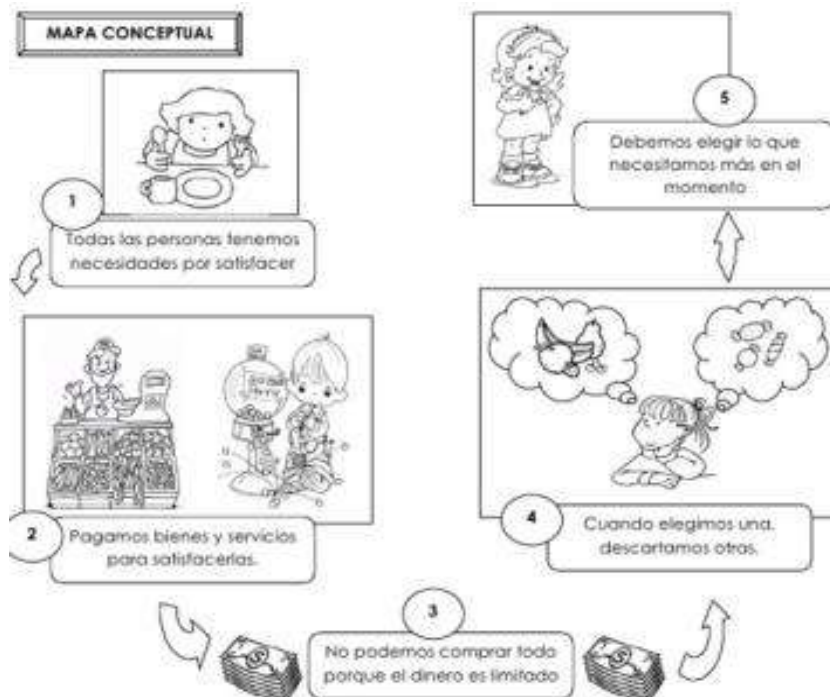 MAPA CONCEPTUAL
1
Todas las personas tenemos
necesidades por satisfacer
2
Pagamos bienes y servicios
para satisfacerlas.
3
No podemos comprar todo
porque el dinero es limitado
4
Cuando elegimos una,
descartamos otras.
5
Debemos elegir lo que
necesitamos más en el
momento